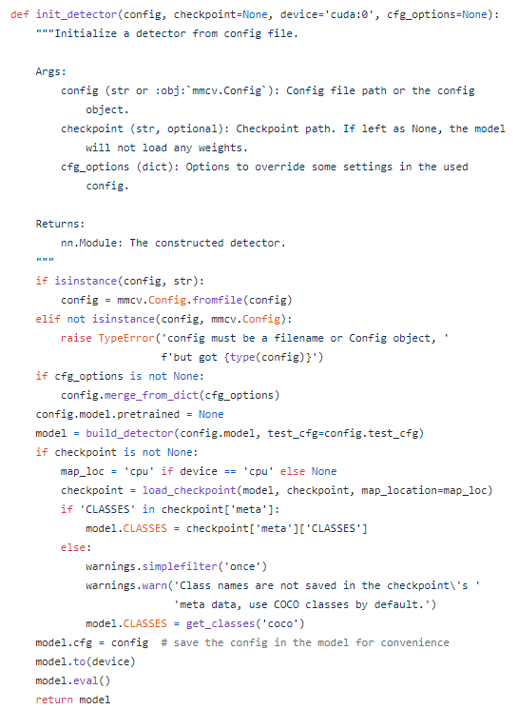 def init_detector(config, checkpoint=None, device='cuda:0', cfg_options=None):
    """Initialize a detector from config file.

    Args:
        config (str or :obj:`mmcv.Config`): Config file path or the config
            object.
        checkpoint (str, optional): Checkpoint path. If left as None, the model
            will not load any weights.
        cfg_options (dict): Options to override some settings in the used
            config.

    Returns:
        nn.Module: The constructed detector.
    """
    if isinstance(config, str):
        config = mmcv.Config.fromfile(config)
    elif not isinstance(config, mmcv.Config):
        raise TypeError('config must be a filename or Config object, '
                        f'but got {type(config)}')
    if cfg_options is not None:
        config.merge_from_dict(cfg_options)
    config.model.pretrained = None
    model = build_detector(config.model, test_cfg=config.test_cfg)
    if checkpoint is not None:
        map_loc = 'cpu' if device == 'cpu' else None
        checkpoint = load_checkpoint(model, checkpoint, map_location=map_loc)
        if 'CLASSES' in checkpoint['meta']:
            model.CLASSES = checkpoint['meta']['CLASSES']
        else:
            warnings.simplefilter('once')
            warnings.warn('Class names are not saved in the checkpoint\'s '
                          'meta data, use COCO classes by default.')
            model.CLASSES = get_classes('coco')
    model.cfg = config  # save the config in the model for convenience
    model.to(device)
    model.eval()
    return model